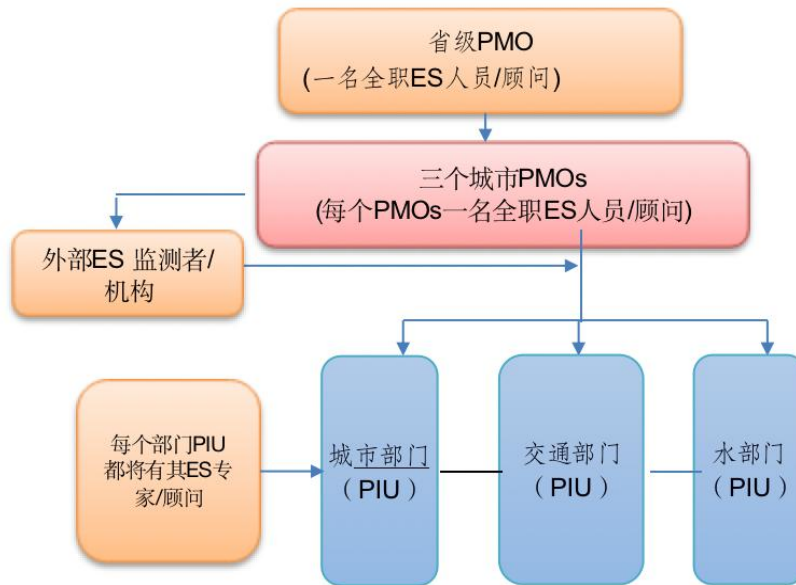 省级PMO
(一名全职ES人员/顾问)
三个城市PMOs
(每个PMOs一名全职ES人员/顾问)
外部ES 监测者/
机构
每个部门PIU
都将有其ES专
家/顾问
城市部门
（PIU）
交通部门
（PIU）
水部门
（PIU）